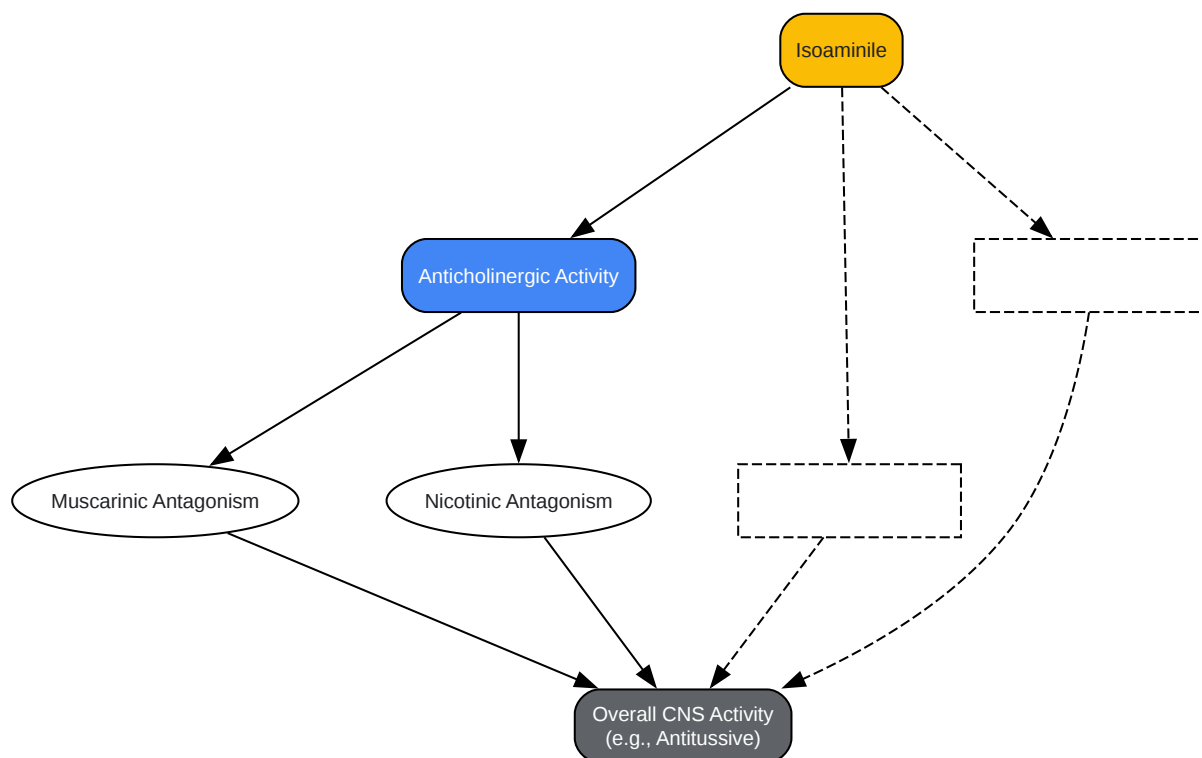 Isoaminile
Anticholinergic Activity
Muscarinic Antagonism
Nicotinic Antagonism
Overall CNS Activity
(e.g., Antitussive)